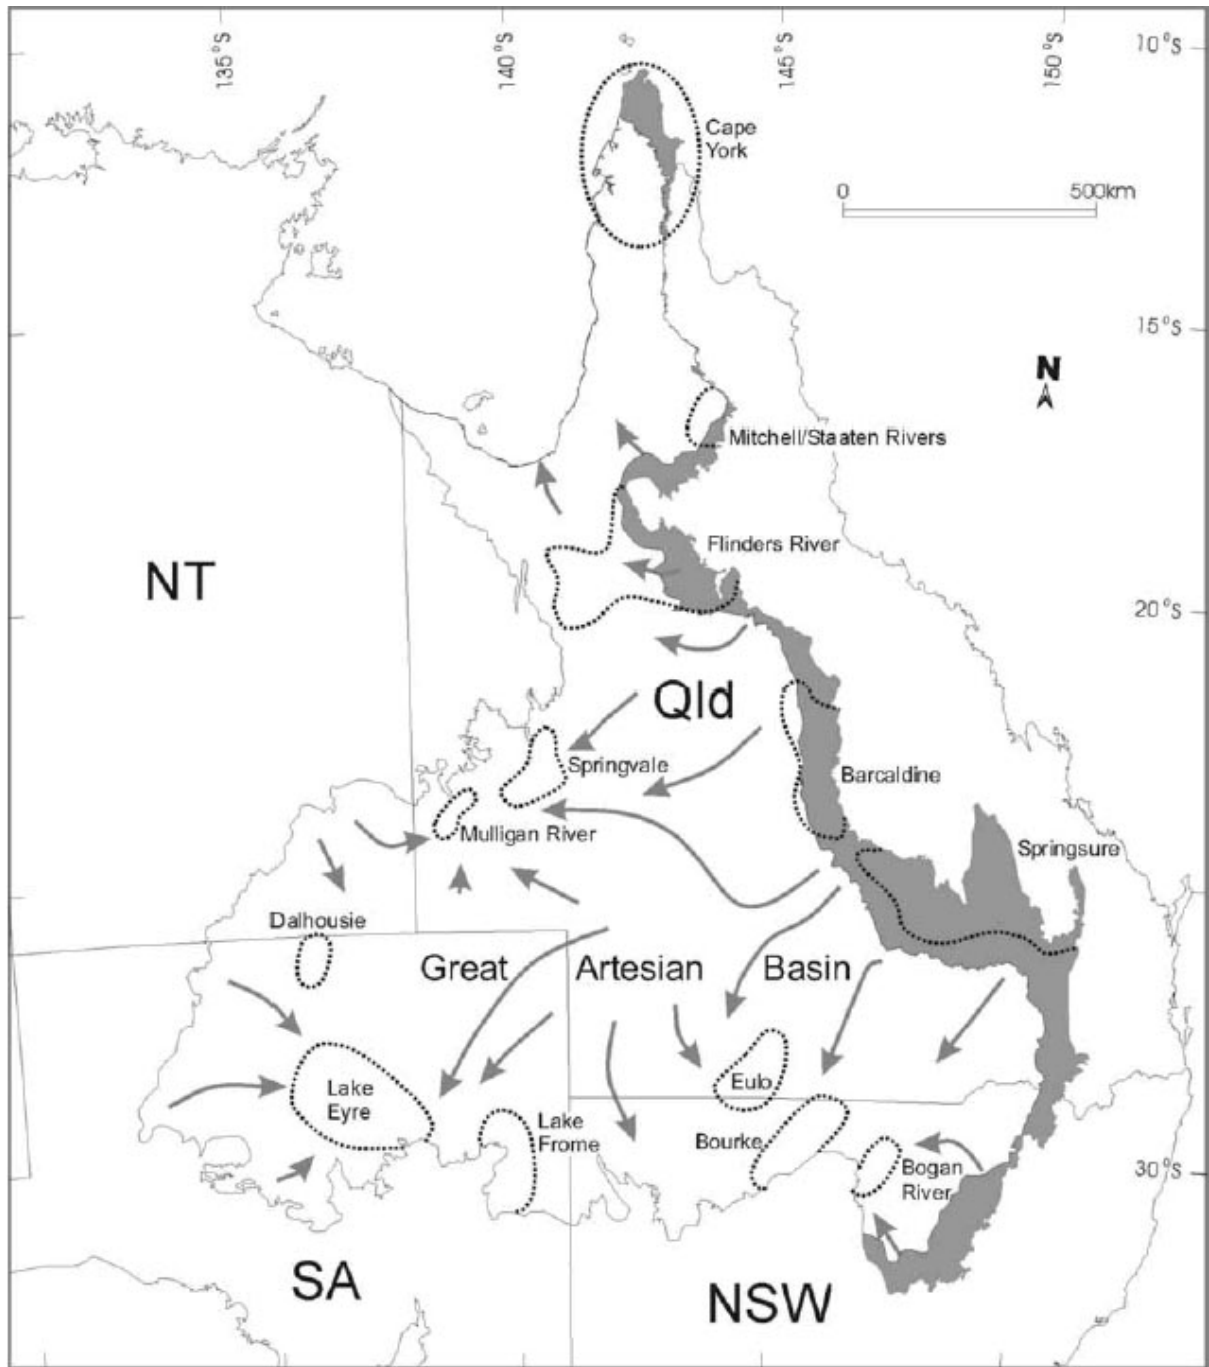 135°S
140°S
145°S
150°S
10°S
Cape
York
0
500km
15°S
N
Mitchell/Staaten Rivers
Flinders River
NT
20°S
Qld
Springvale
Barcaldine
Mulligan River
Springsure
Dalhousie
Great Artesian Basin
Lake
Eyre
Eulo
Lake
Frome
Bourke
Bogan
River
30°S
SA
NSW